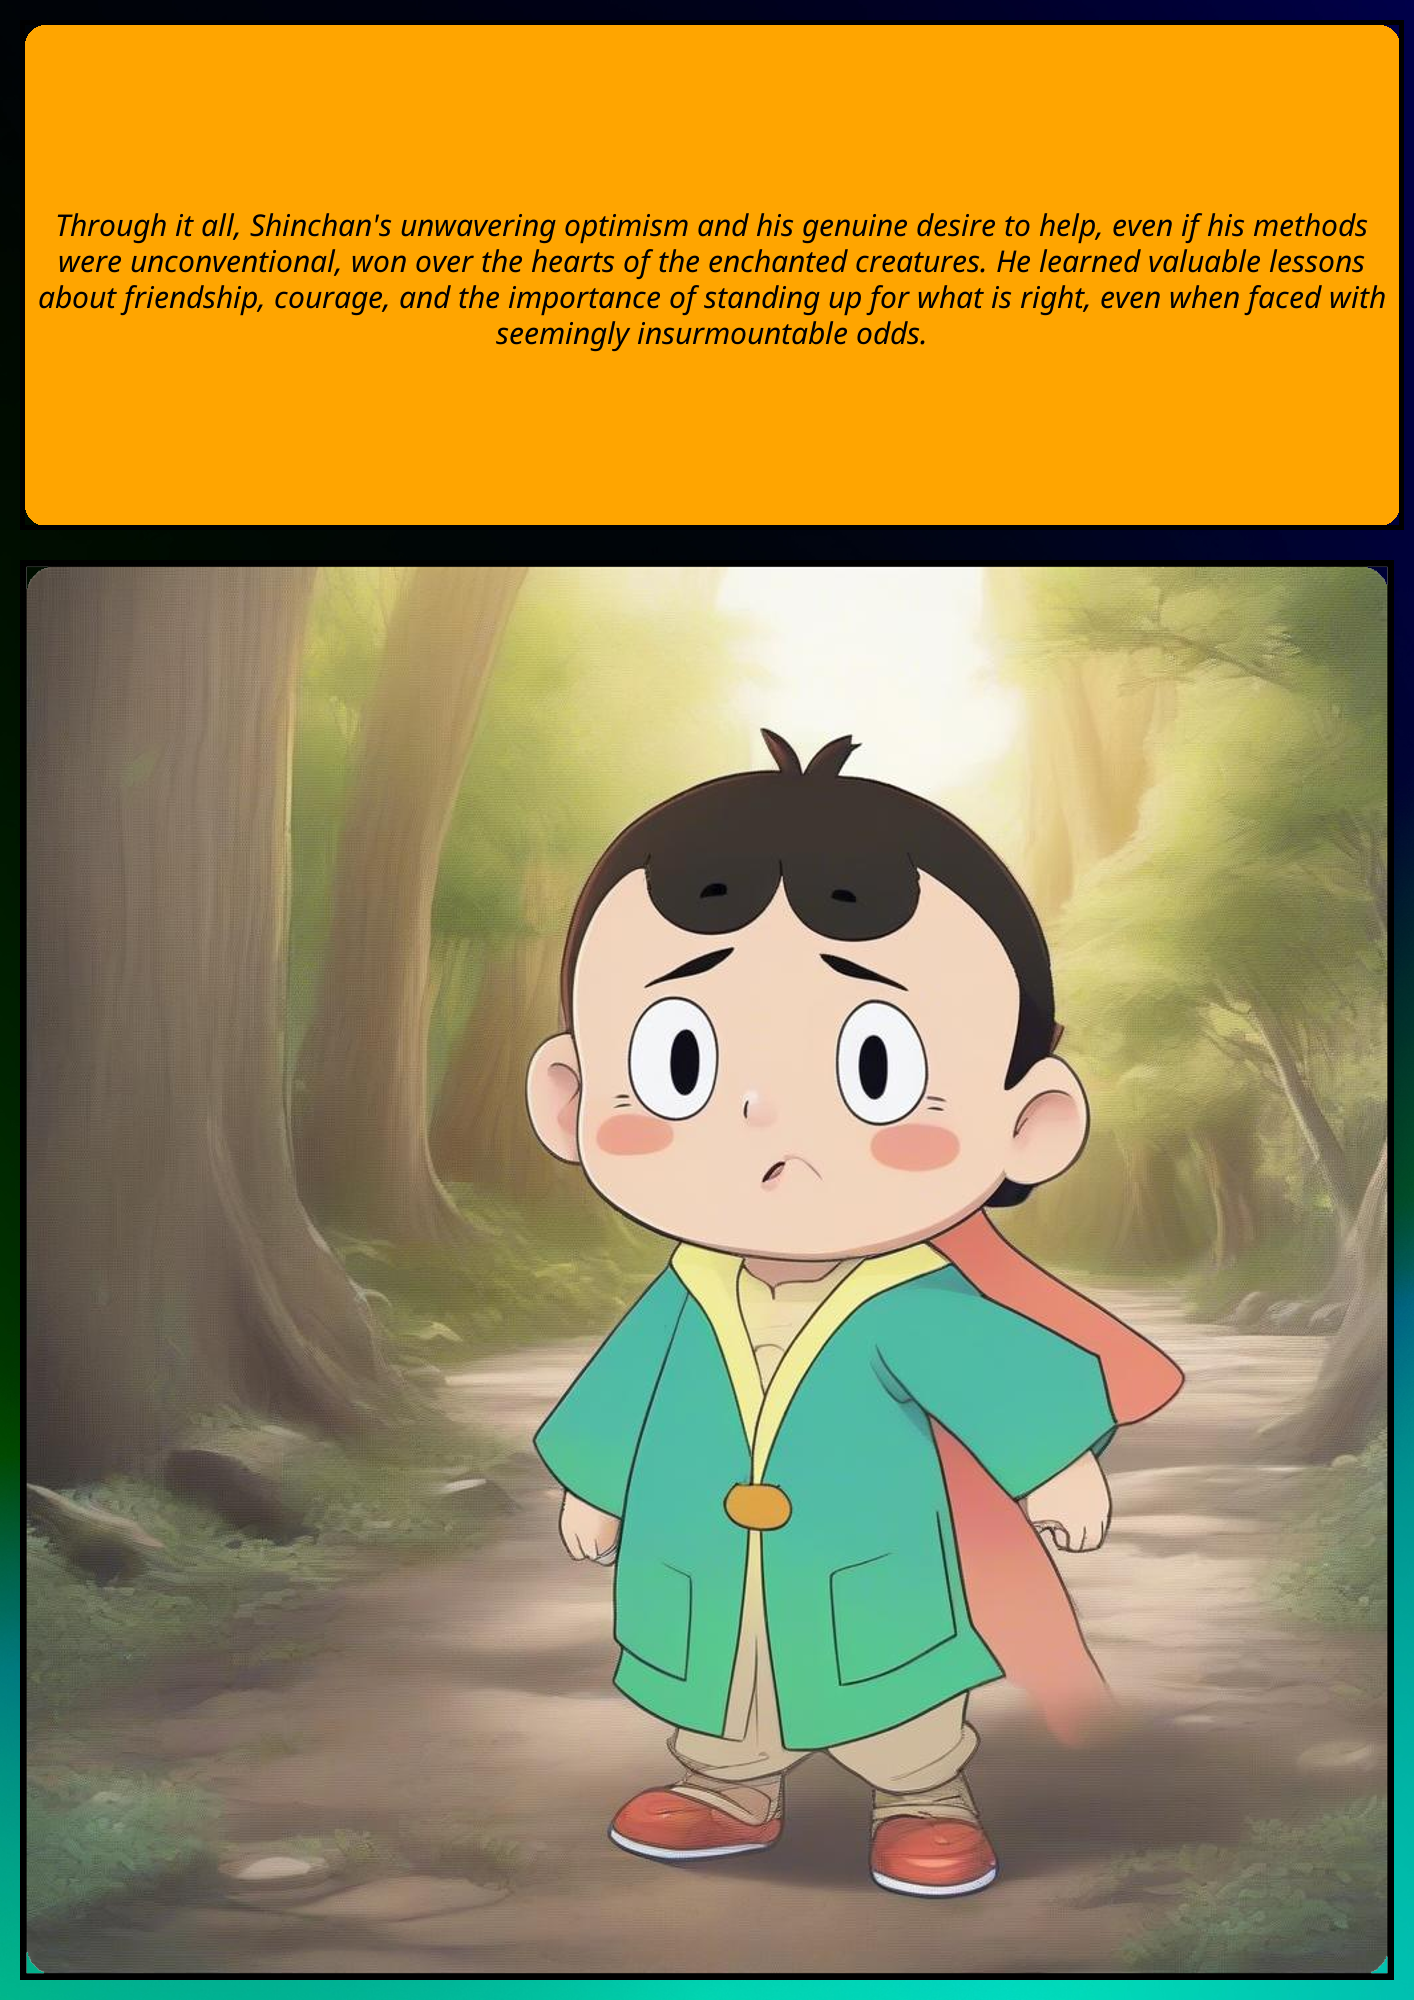 Through it all, Shinchan's unwavering optimism and his genuine desire to help, even if his methods
were unconventional, won over the hearts of the enchanted creatures. He learned valuable lessons
about friendship, courage, and the importance of standing up for what is right, even when faced with
seemingly insurmountable odds.